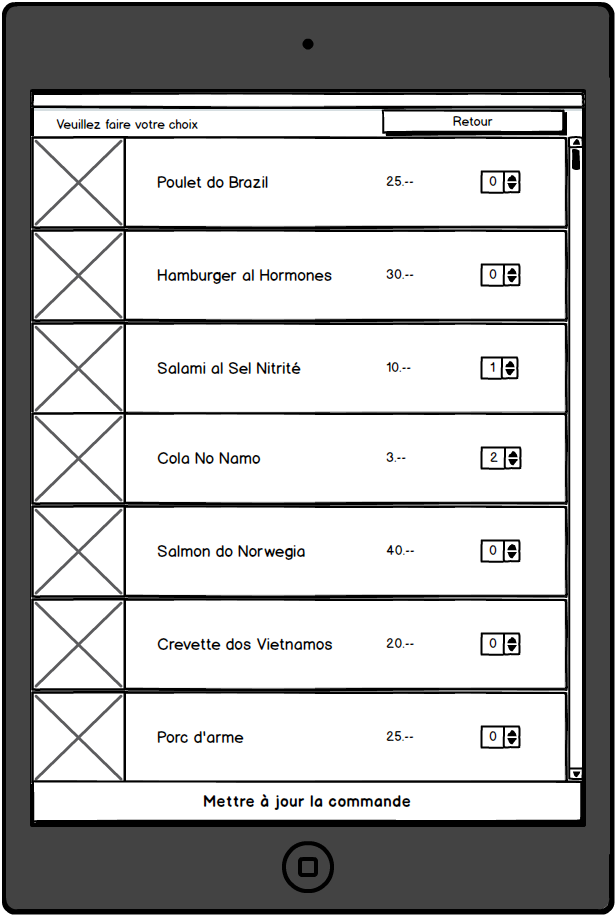 Veuillez faire votre choix Retour
Poulet do Brazil 25.-- 0
Hamburger al Hormones 30.-- 0
Salami al Sel Nitrité 10.-- 1
Cola No Namo 3.-- 2
Salmon do Norwegia 40.-- 0
Crevette dos Vietnamos 20.-- 0
Porc d'arme 25.-- 0
Mettre à jour la commande